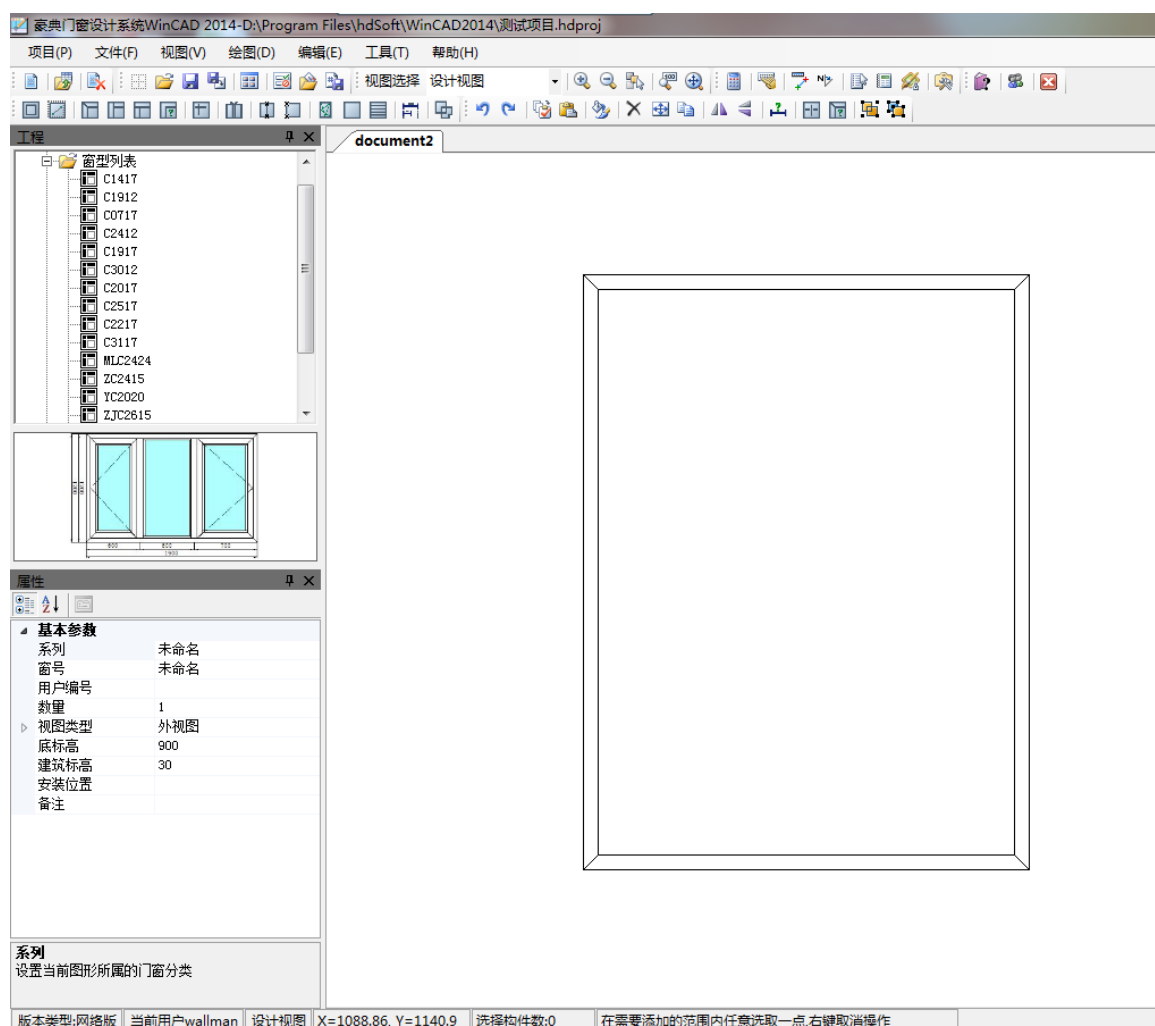 豪典门窗设计系统WinCAD 2014-D:\Program Files\hdSoft\WinCAD2014\测试项目.hdproj
项目(P) 文件(F) 视图(V) 绘图(D) 编辑(E) 工具(T) 帮助(H)
视图选择 设计视图
工程
document2
窗型列表
C1417
C1912
C0717
C2412
C1917
C3012
C2017
C2517
C2217
C3117
MLC2424
ZC2415
YC2020
ZJC2615
600 600 700
1900
属性
基本参数
系列 未命名
窗号 未命名
用户编号
数量 1
视图类型 外视图
底标高 900
建筑标高 30
安装位置
备注
系列
设置当前图形所属的门窗分类
版本类型:网络版 当前用户wallman 设计视图 X=1088.86, Y=1140.9 选择构件数:0 在需要添加的范围内任意选取一点,右键取消操作